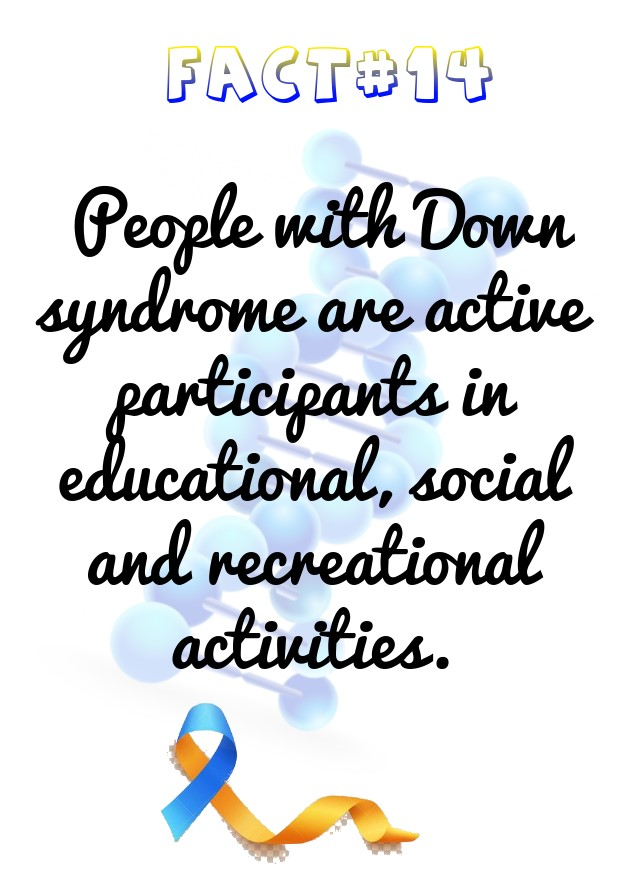 FACT#14
People with Down
syndrome are active
participants in
educational, social
and recreational
activities.